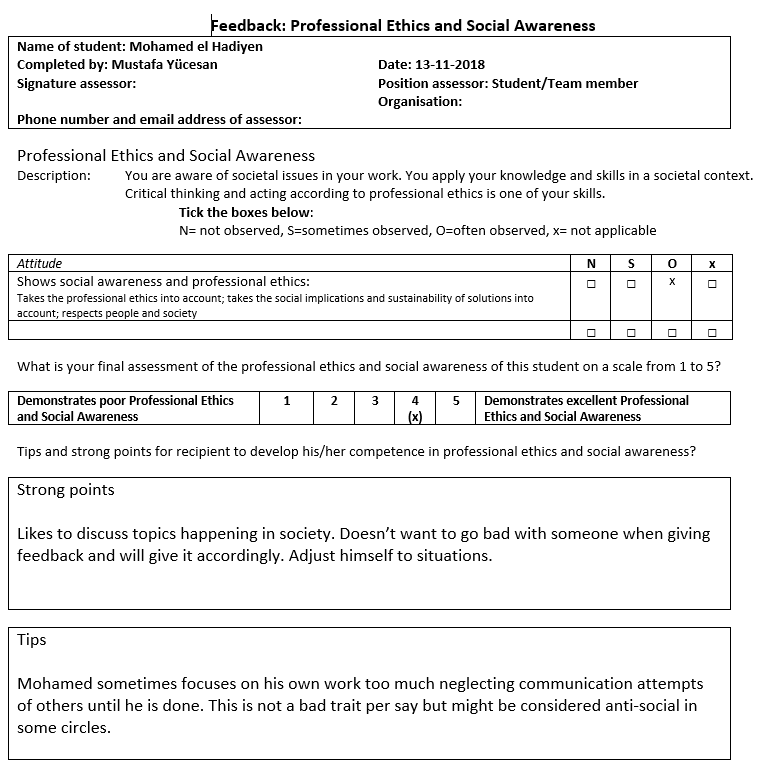 Feedback: Professional Ethics and Social Awareness
Name of student: Mohamed el Hadiyen
Completed by: Mustafa Yücesan Date: 13-11-2018
Signature assessor: Position assessor: Student/Team member
Organisation:
Phone number and email address of assessor:
Professional Ethics and Social Awareness
Description: You are aware of societal issues in your work. You apply your knowledge and skills in a societal context.
Critical thinking and acting according to professional ethics is one of your skills.
Tick the boxes below:
N= not observed, S=sometimes observed, O=often observed, x= not applicable
Attitude N S O x
Shows social awareness and professional ethics: □ □ x □
Takes the professional ethics into account; takes the social implications and sustainability of solutions into
account; respects people and society
□ □ □ □
What is your final assessment of the professional ethics and social awareness of this student on a scale from 1 to 5?
Demonstrates poor Professional Ethics 1 2 3 4 5 Demonstrates excellent Professional
and Social Awareness (x) Ethics and Social Awareness
Tips and strong points for recipient to develop his/her competence in professional ethics and social awareness?
Strong points
Likes to discuss topics happening in society. Doesn't want to go bad with someone when giving
feedback and will give it accordingly. Adjust himself to situations.
Tips
Mohamed sometimes focuses on his own work too much neglecting communication attempts
of others until he is done. This is not a bad trait per say but might be considered anti-social in
some circles.